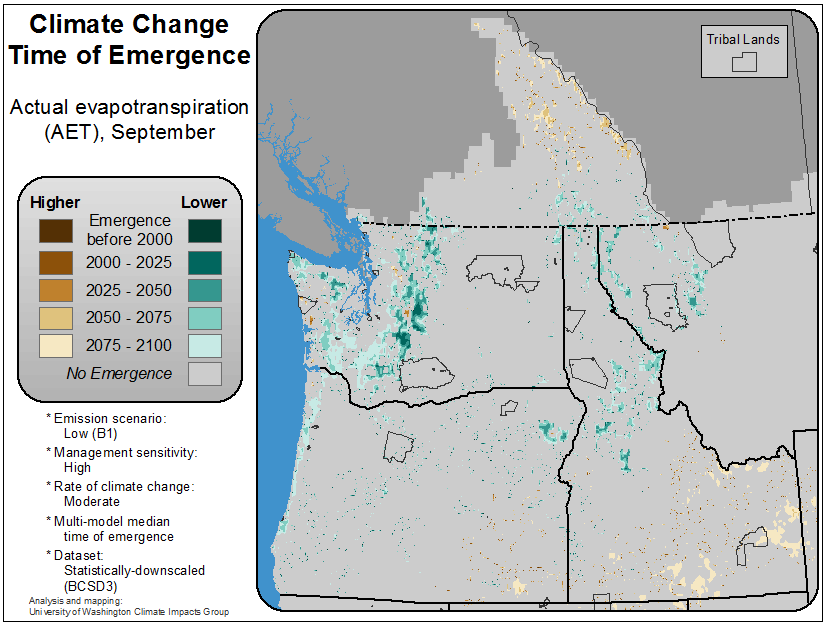 Climate Change
Time of Emergence
Actual evapotranspiration
(AET), September
Higher
Lower
Emergence
before 2000
2000 - 2025
2025 - 2050
2050 - 2075
2075 - 2100
No Emergence
* Emission scenario:
Low (B1)
* Management sensitivity:
High
* Rate of climate change:
Moderate
* Multi-model median
time of emergence
* Dataset:
Statistically-downscaled
(BCSD3)
Analysis and mapping:
University of Washington Climate Impacts Group
Tribal Lands